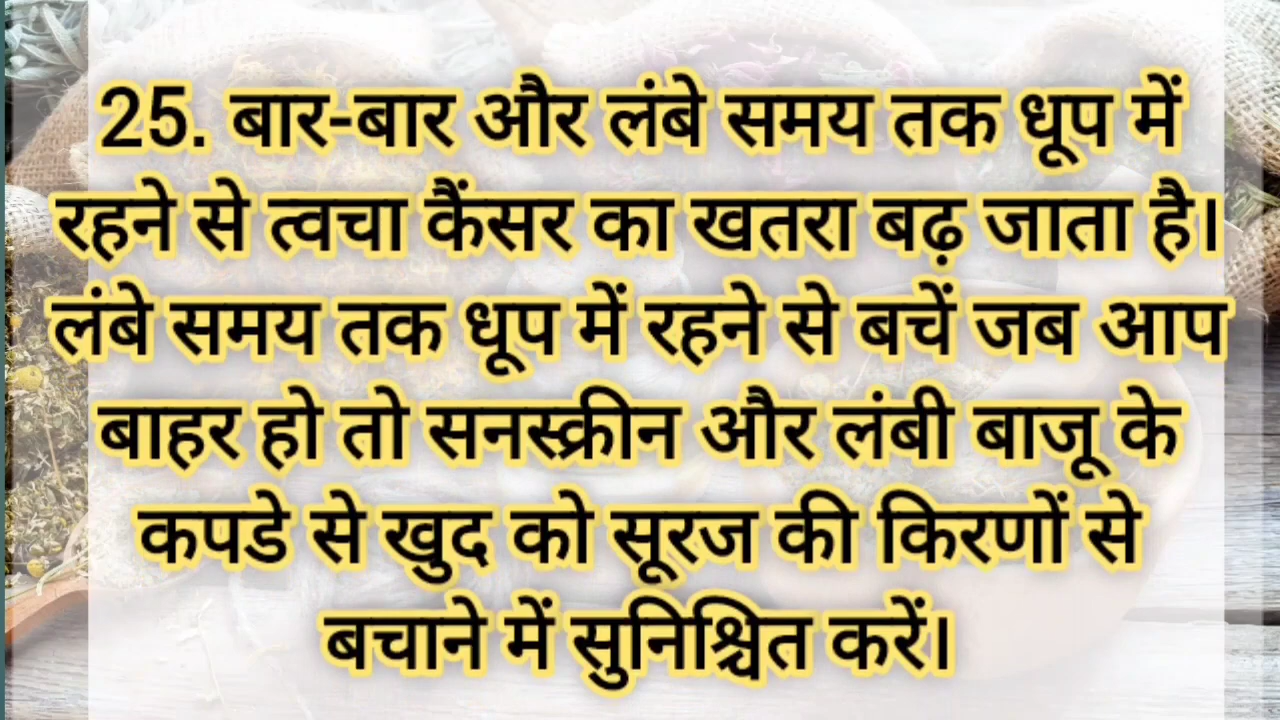 25. बार-बार और लंबे समय तक धूप में
रहने से त्वचा कैंसर का खतरा बढ़ जाता है।
लंबे समय तक धूप में रहने से बचें जब आप
बाहर हो तो सनस्क्रीन और लंबी बाजू के
कपडे से खुद को सूरज की किरणों से
बचाने में सुनिश्चित करें।